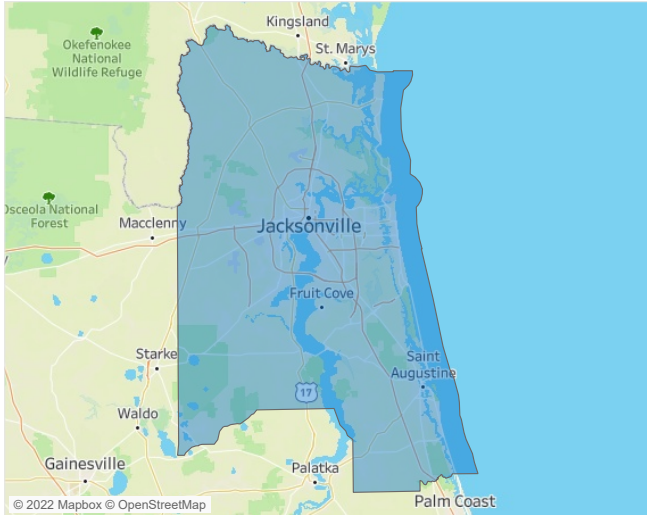 Kingsland
Okefenokee
National
Wildlife Refuge
St. Marys
Osceola National
Forest
Macclenny
Jacksonville
Fruit Cove
Starke
Saint
Augustine
17
Waldo
Gainesville
Palatka
Palm Coast
© 2022 Mapbox © OpenStreetMap